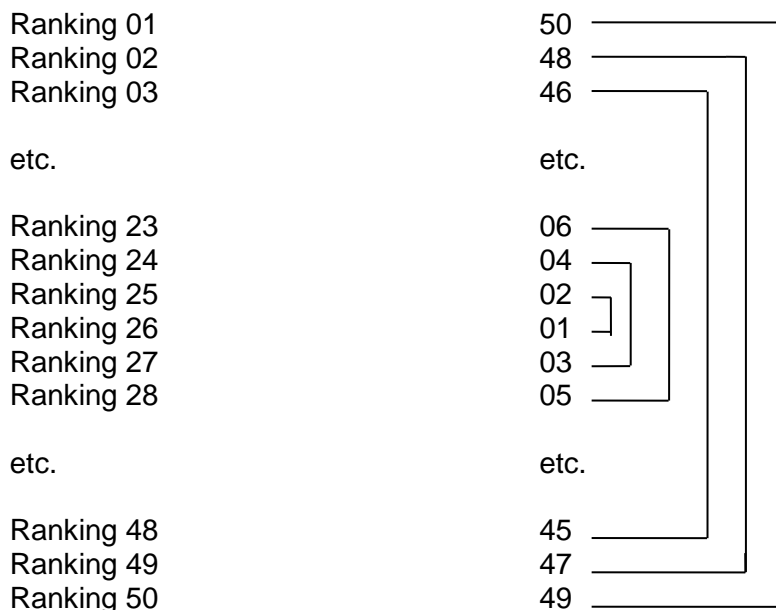 Ranking 01 50
Ranking 02 48
Ranking 03 46
etc. etc.
Ranking 23 06
Ranking 24 04
Ranking 25 02
Ranking 26 01
Ranking 27 03
Ranking 28 05
etc. etc.
Ranking 48 45
Ranking 49 47
Ranking 50 49